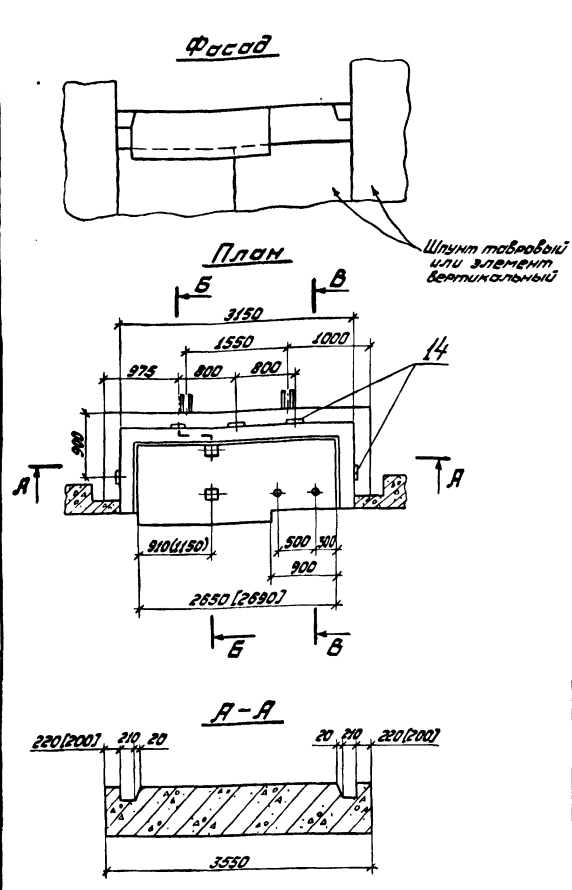 Фасад
Шпунт тавровый
или элемент
вертикальный
План
Б В
3150
1550 1000
975 800 800 14
900
А А
910(1150) 500 300
900
2650 [2690]
Б В
А-А
220[200] 210 20 20 210 220[200]
3550